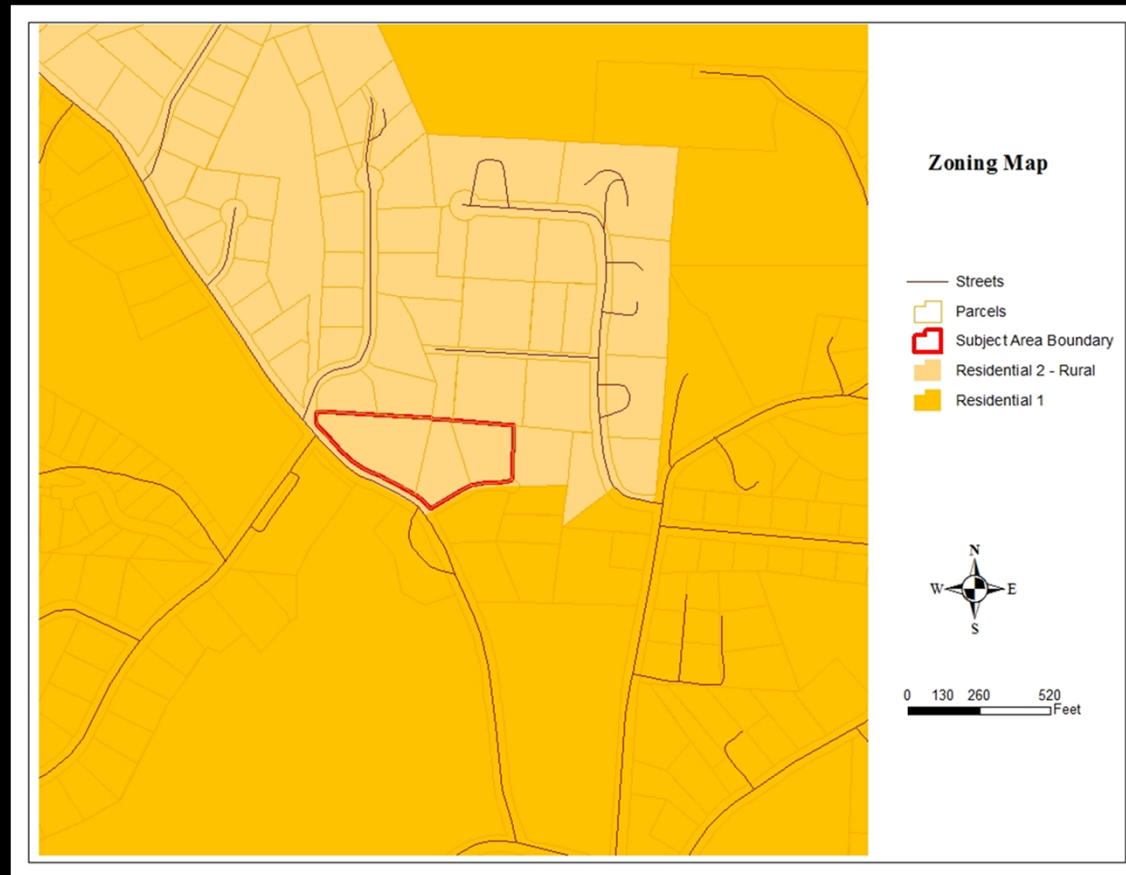 Zoning Map
Streets
Parcels
Subject Area Boundary
Residential 2 - Rural
Residential 1
N
W E
S
0 130 260 520
Feet